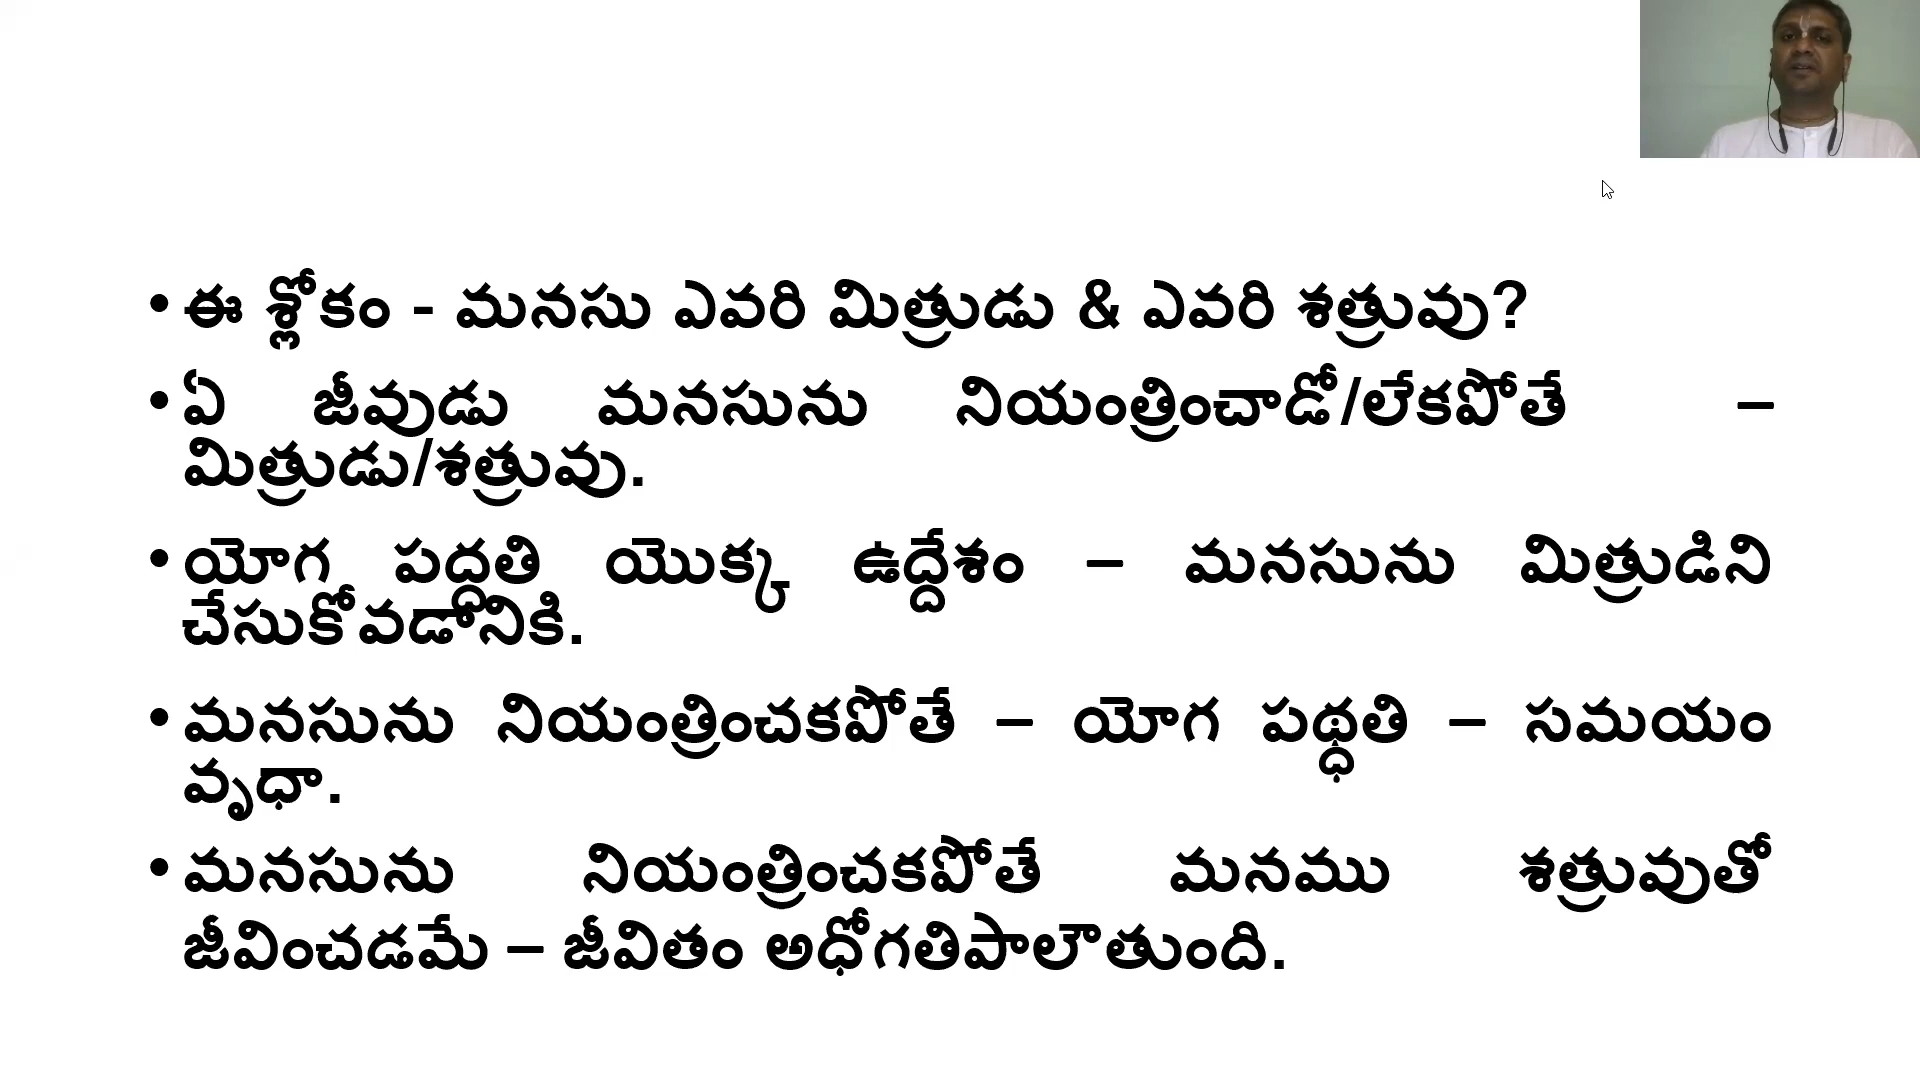 • ఈ శ్లోకం - మనసు ఎవరి మిత్రుడు & ఎవరి శత్రువు?
• ఏ జీవుడు మనసును నియంత్రించాడో/లేకపోతే –
మిత్రుడు/శత్రువు.
• యోగ పద్ధతి యొక్క ఉద్దేశం – మనసును మిత్రుడిని
చేసుకోవడానికి.
• మనసును నియంత్రించకపోతే – యోగ పథ్ధతి – సమయం
వృధా.
• మనసును నియంత్రించకపోతే మనము శత్రువుతో
జీవించడమే – జీవితం అధోగతిపాలౌతుంది.